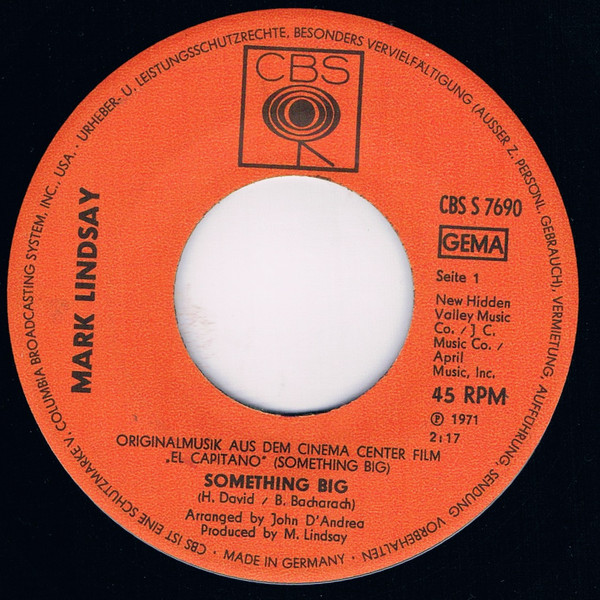 CBS
MARK LINDSAY
CBS S 7690
GEMA
Seite 1
New Hidden
Valley Music
Co. / J C.
Music Co. /
April
Music, Inc.
45 RPM
Ⓟ 1971
2:17
ORIGINALMUSIK AUS DEM CINEMA CENTER FILM
„EL CAPITANO" (SOMETHING BIG)
SOMETHING BIG
(H. David / B. Bacharach)
Arranged by John D'Andrea
Produced by M. Lindsay
CBS IST EINE SCHUTZMARKE V. COLUMBIA BROADCASTING SYSTEM, INC., USA. · URHEBER- U. LEISTUNGSSCHUTZRECHTE, BESONDERS VERVIELFÄLTIGUNG (AUSSER Z. PERSÖNL. GEBRAUCH), VERMIETUNG, AUFFÜHRUNG, SENDUNG VORBEHALTEN · MADE IN GERMANY ·